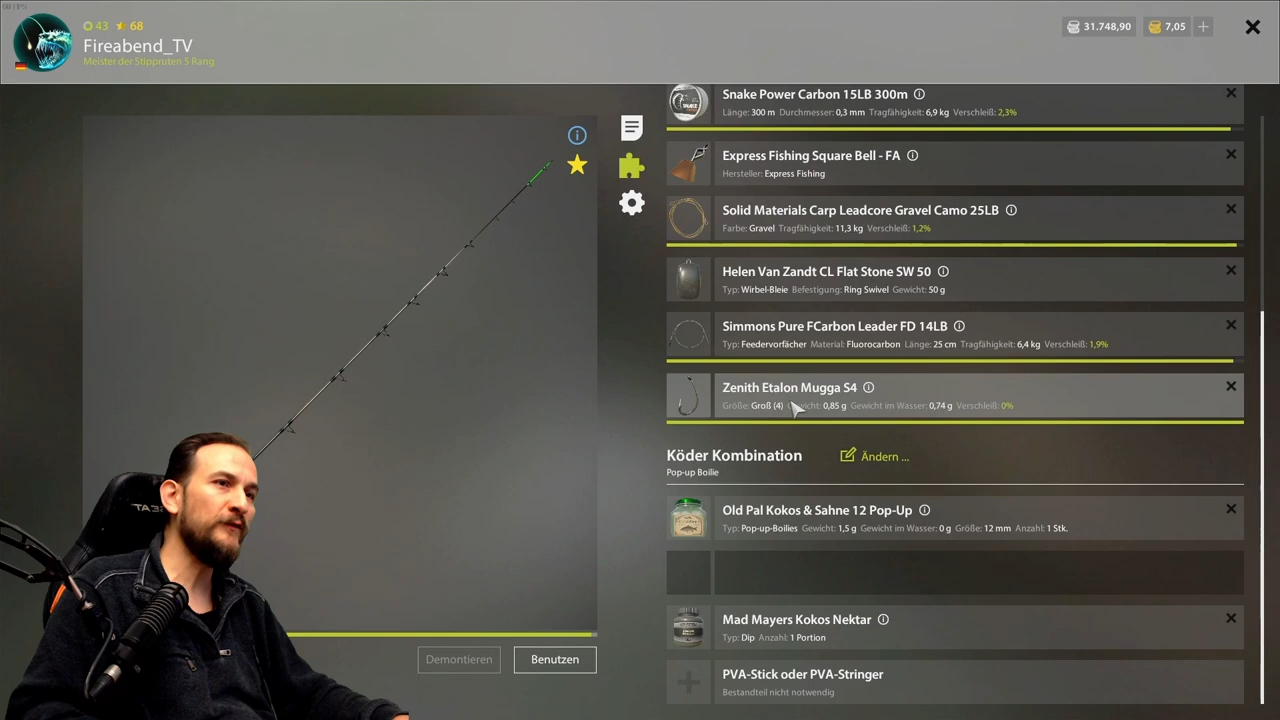 43 68
Fireabend_TV
Meister der Stippruten 5 Rang
31.748,90
7,05
Snake Power Carbon 15LB 300m
Länge: 300 m Durchmesser: 0,3 mm Tragfähigkeit: 6,9 kg Verschleiß: 2,3%
Express Fishing Square Bell - FA
Hersteller: Express Fishing
Solid Materials Carp Leadcore Gravel Camo 25LB
Farbe: Gravel Tragfähigkeit: 11,3 kg Verschleiß: 1,2%
Helen Van Zandt CL Flat Stone SW 50
Typ: Wirbel-Bleie Befestigung: Ring Swivel Gewicht: 50 g
Simmons Pure FCarbon Leader FD 14LB
Typ: Feedervorfächer Material: Fluorocarbon Länge: 25 cm Tragfähigkeit: 6,4 kg Verschleiß: 1,9%
Zenith Etalon Mugga S4
Größe: Groß (4) Gewicht: 0,85 g Gewicht im Wasser: 0,74 g Verschleiß: 0%
Köder Kombination
Ändern ...
Pop-up Boilie
Old Pal Kokos & Sahne 12 Pop-Up
Typ: Pop-up-Boilies Gewicht: 1,5 g Gewicht im Wasser: 0 g Größe: 12 mm Anzahl: 1 Stk.
Mad Mayers Kokos Nektar
Typ: Dip Anzahl: 1 Portion
PVA-Stick oder PVA-Stringer
Bestandteil nicht notwendig
Demontieren
Benutzen